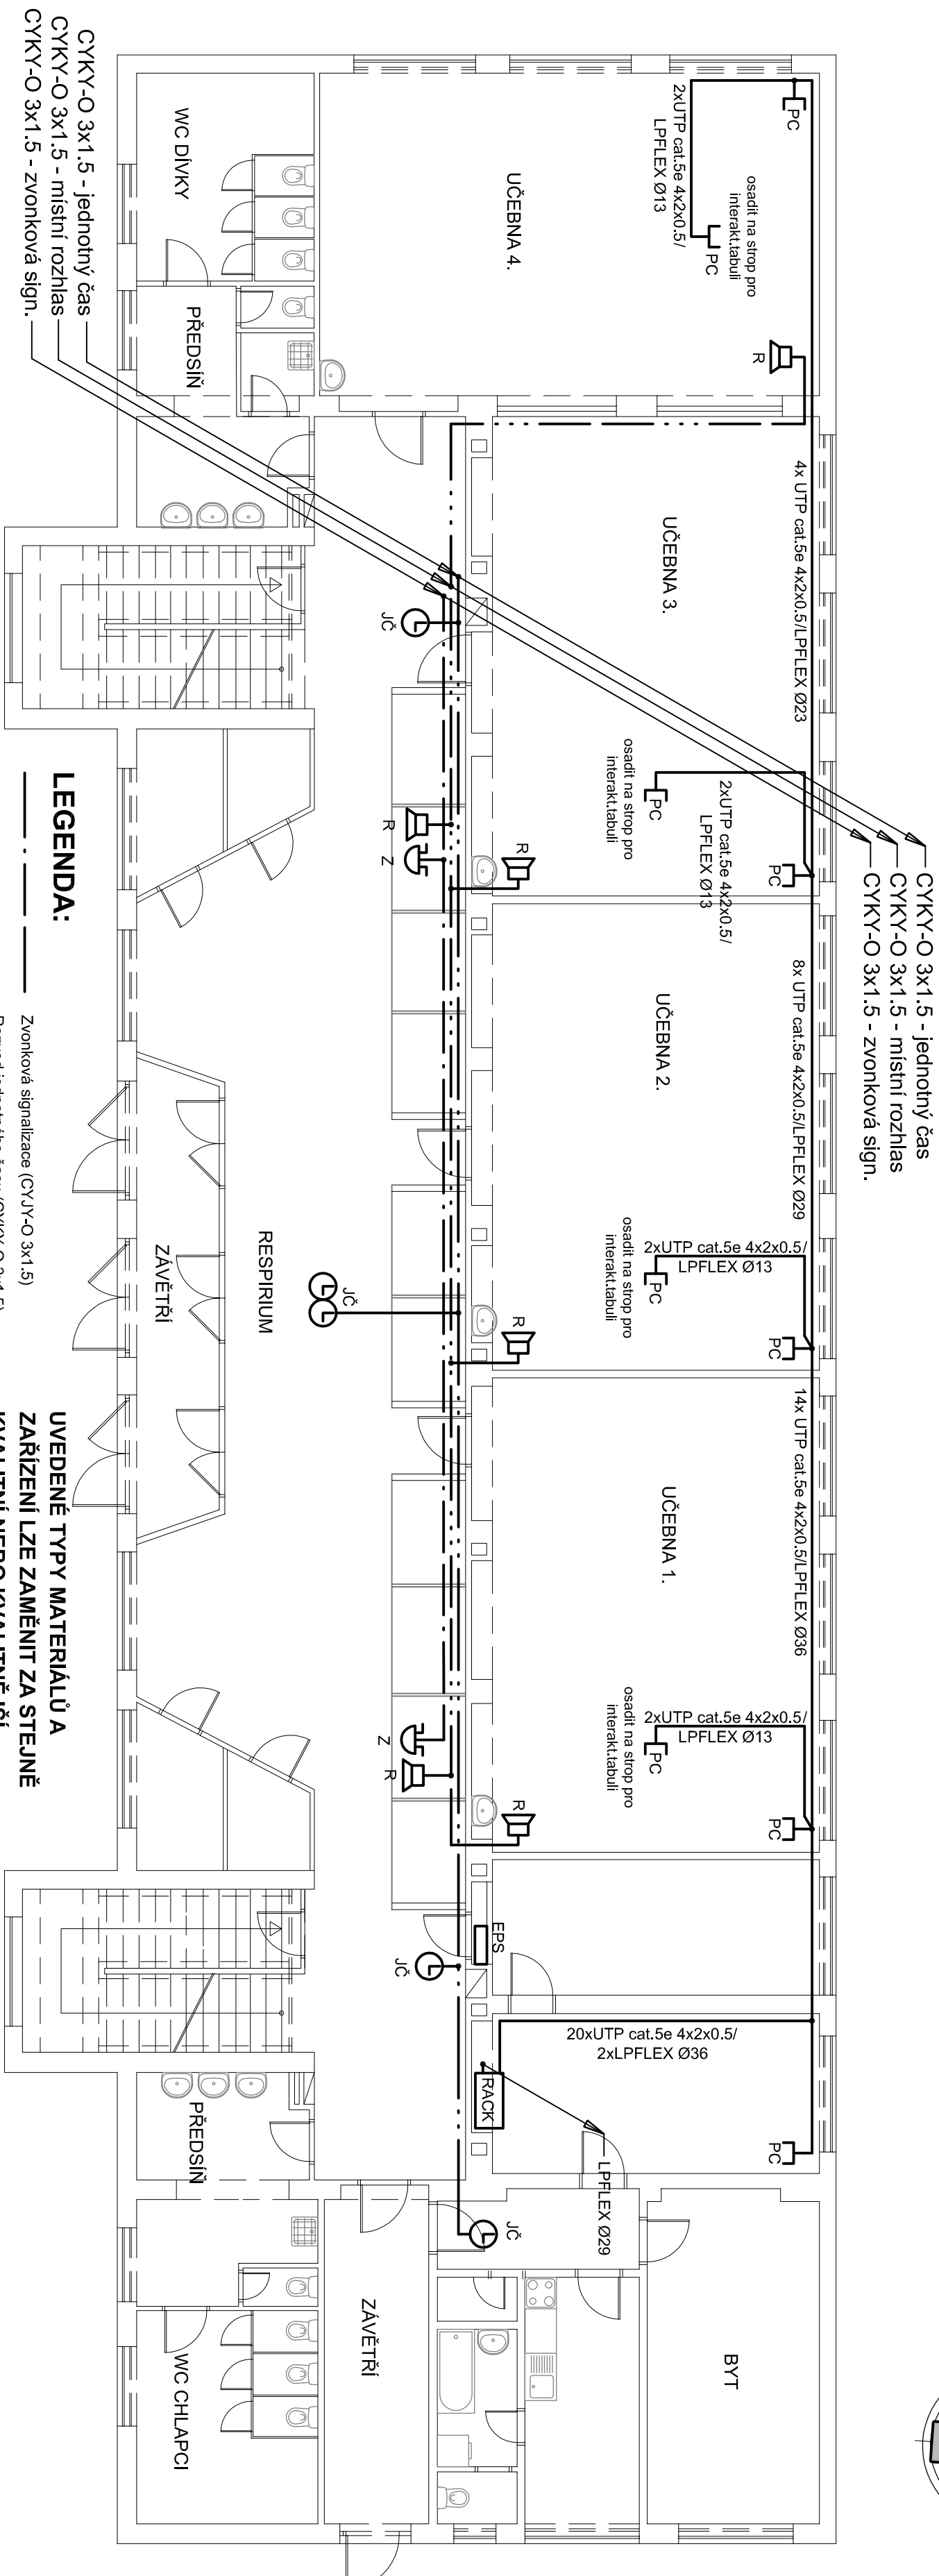 CYKY-O 3x1.5 - jednotný čas
CYKY-O 3x1.5 - místní rozhlas
CYKY-O 3x1.5 - zvonková sign.
4x UTP cat.5e 4x2x0.5/LPFLEX Ø23
8x UTP cat.5e 4x2x0.5/LPFLEX Ø29
14x UTP cat.5e 4x2x0.5/LPFLEX Ø36
PC
PC
PC
PC
PC
osadit na strop pro
interakt.tabuli
PC
2xUTP cat.5e 4x2x0.5/
LPFLEX Ø13
2xUTP cat.5e 4x2x0.5/
LPFLEX Ø13
PC
osadit na strop pro
interakt.tabuli
2xUTP cat.5e 4x2x0.5/
LPFLEX Ø13
PC
osadit na strop pro
interakt.tabuli
2xUTP cat.5e 4x2x0.5/
LPFLEX Ø13
PC
osadit na strop pro
interakt.tabuli
R
UČEBNA 4.
UČEBNA 3.
UČEBNA 2.
UČEBNA 1.
20xUTP cat.5e 4x2x0.5/
2xLPFLEX Ø36
LPFLEX Ø29
BYT
R
R
R
EPS
RACK
JČ
JČ
R
Z
JČ
Z
R
JČ
RESPIRIUM
ZÁVĚTŘÍ
ZÁVĚTŘÍ
WC DÍVKY
PŘEDSÍŇ
PŘEDSÍŇ
WC CHLAPCI
CYKY-O 3x1.5 - jednotný čas
CYKY-O 3x1.5 - místní rozhlas
CYKY-O 3x1.5 - zvonková sign.
LEGENDA:
Zvonková signalizace (CYJY-O 3x1.5)
UVEDENÉ TYPY MATERIÁLŮ A
ZAŘÍZENÍ LZE ZAMĚNIT ZA STEJNĚ